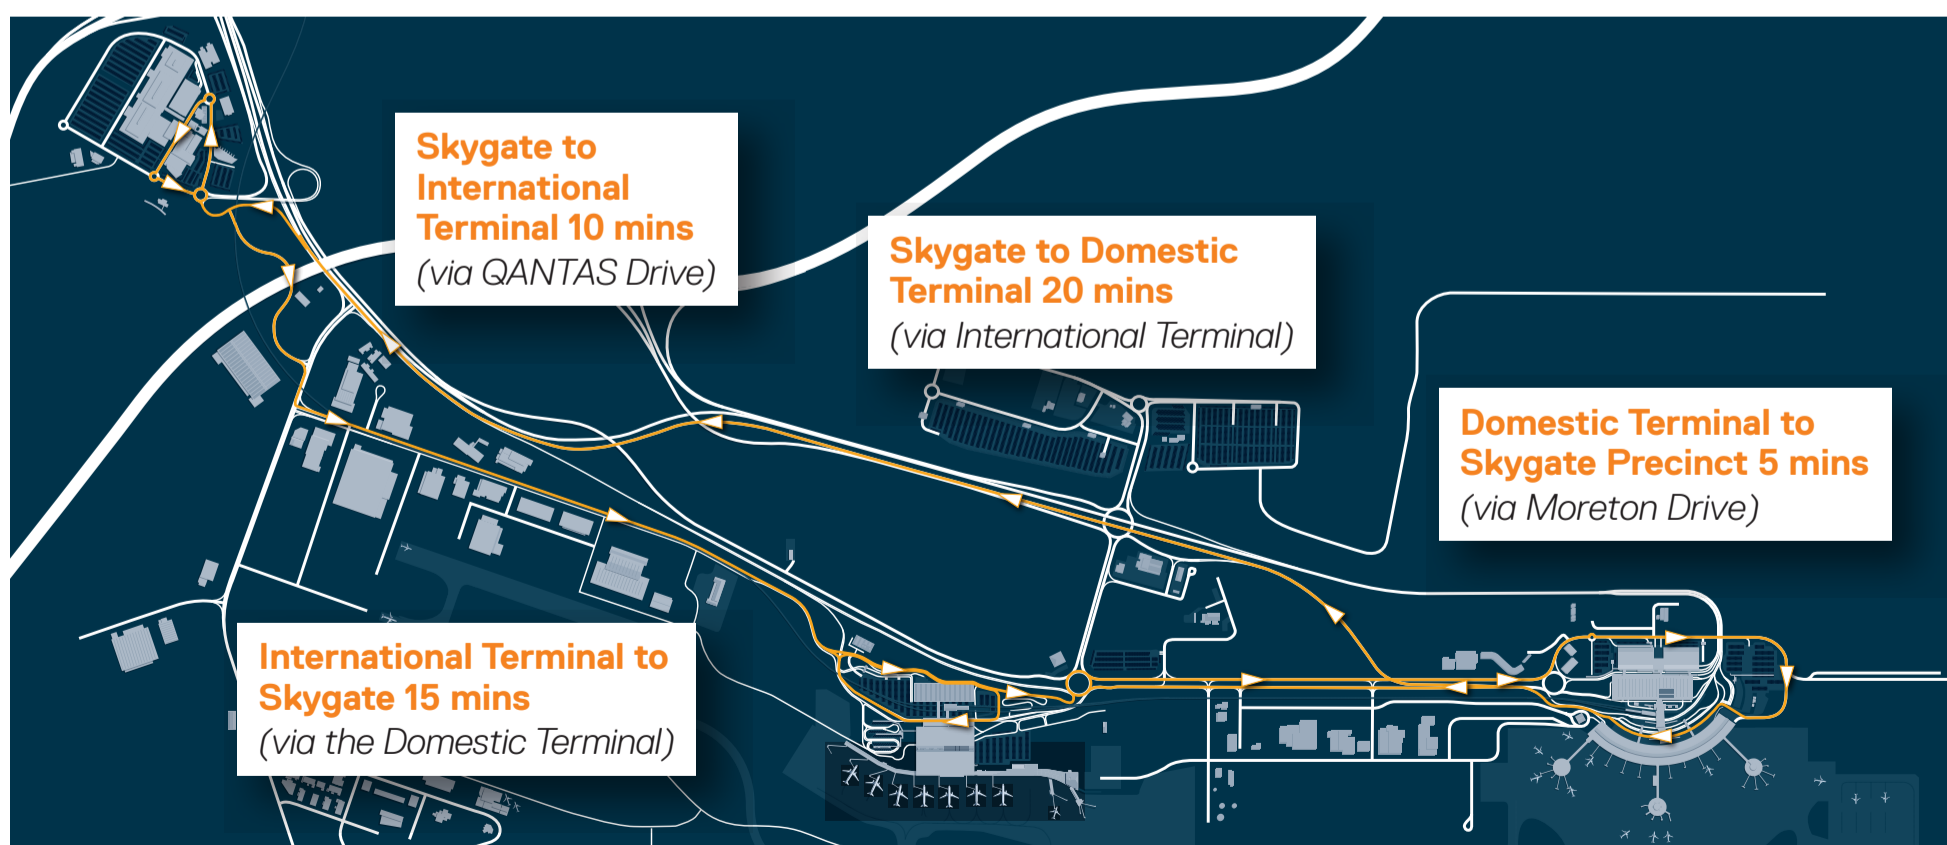 Skygate to
International
Terminal 10 mins
(via QANTAS Drive)
Skygate to Domestic
Terminal 20 mins
(via International Terminal)
Domestic Terminal to
Skygate Precinct 5 mins
(via Moreton Drive)
International Terminal to
Skygate 15 mins
(via the Domestic Terminal)